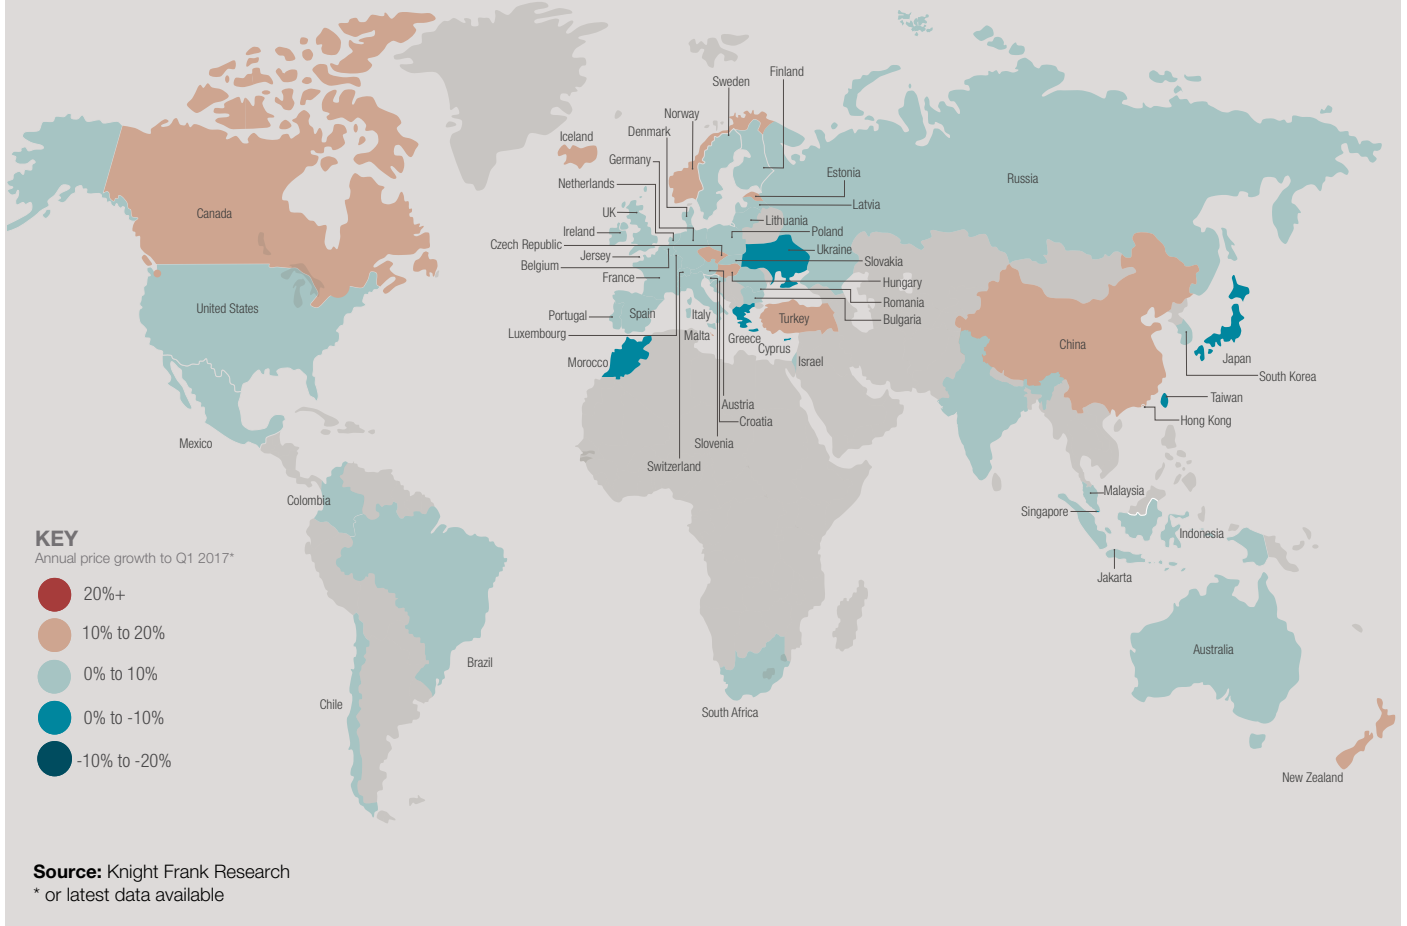 Finland
Sweden
Norway
Denmark
Iceland
Germany
Netherlands
Estonia
Russia
Latvia
UK
Canada
Lithuania
Ireland
Poland
Czech Republic
Ukraine
Jersey
Slovakia
Belgium
France
Hungary
Romania
United States
Portugal
Spain
Italy
Turkey
Bulgaria
Luxembourg
Malta
Greece
Cyprus
China
Japan
Morocco
Israel
South Korea
Taiwan
Austria
Croatia
Hong Kong
Mexico
Slovenia
Switzerland
Malaysia
Colombia
Singapore
Indonesia
Jakarta
Australia
Brazil
Chile
South Africa
New Zealand
KEY
Annual price growth to Q1 2017*
20%+
10% to 20%
0% to 10%
0% to -10%
-10% to -20%
Source: Knight Frank Research
* or latest data available